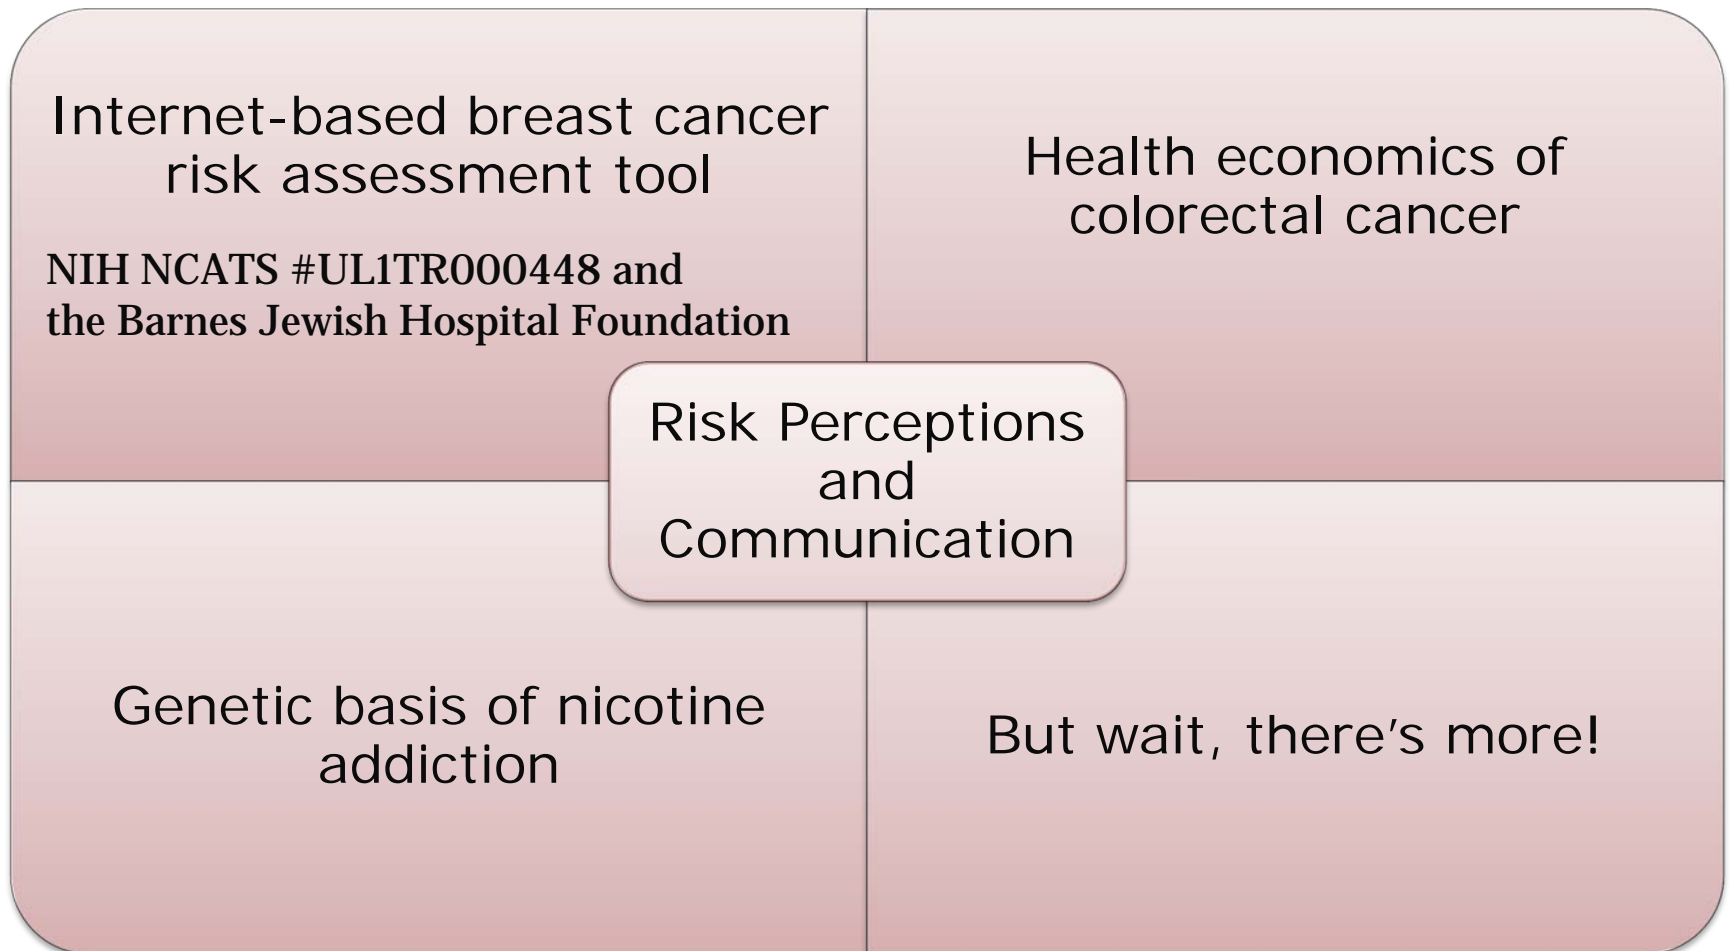 Internet-based breast cancer
risk assessment tool
NIH NCATS #UL1TR000448 and
the Barnes Jewish Hospital Foundation
Health economics of
colorectal cancer
Risk Perceptions
and
Communication
Genetic basis of nicotine
addiction
But wait, there’s more!